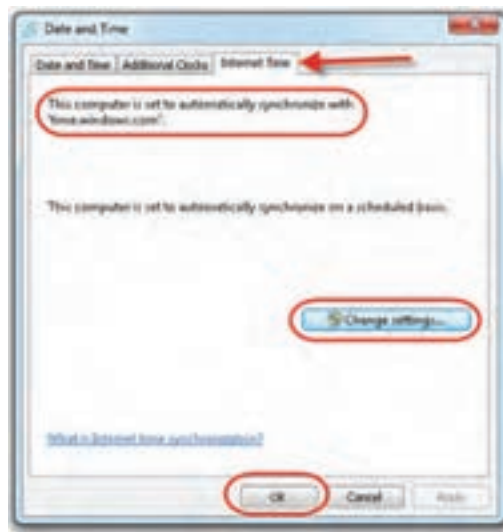 Date and Time
Date and Time Additional Clocks Internet Time
This computer is set to automatically synchronize with
'time.windows.com'.
This computer is set to automatically synchronize on a scheduled basis.
Change settings...
What is Internet time synchronization?
OK Cancel Apply